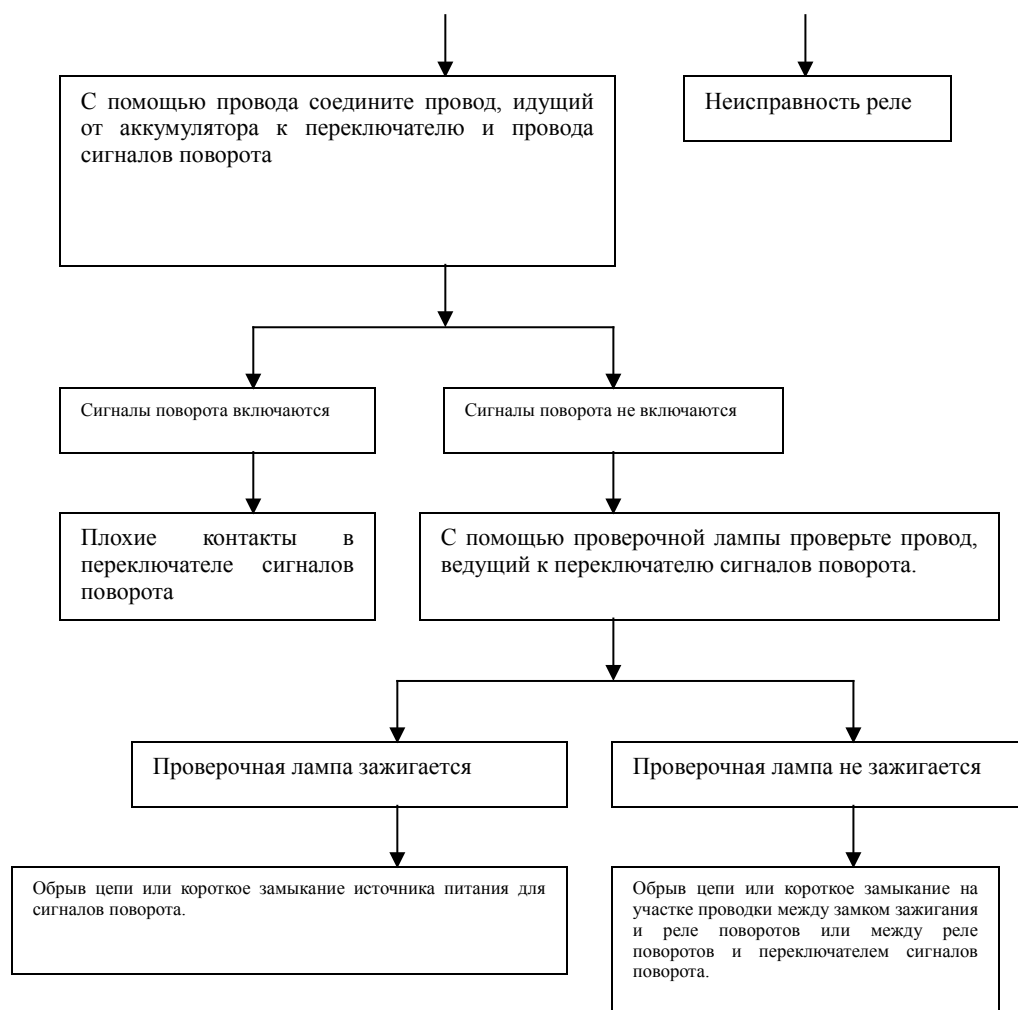 С помощью провода соедините провод, идущий
от аккумулятора к переключателю и провода
сигналов поворота
Неисправность реле
Сигналы поворота включаются
Сигналы поворота не включаются
Плохие контакты в
переключателе сигналов
поворота
С помощью проверочной лампы проверьте провод,
ведущий к переключателю сигналов поворота.
Проверочная лампа зажигается
Проверочная лампа не зажигается
Обрыв цепи или короткое замыкание источника питания для
сигналов поворота.
Обрыв цепи или короткое замыкание на
участке проводки между замком зажигания
и реле поворотов или между реле
поворотов и переключателем сигналов
поворота.